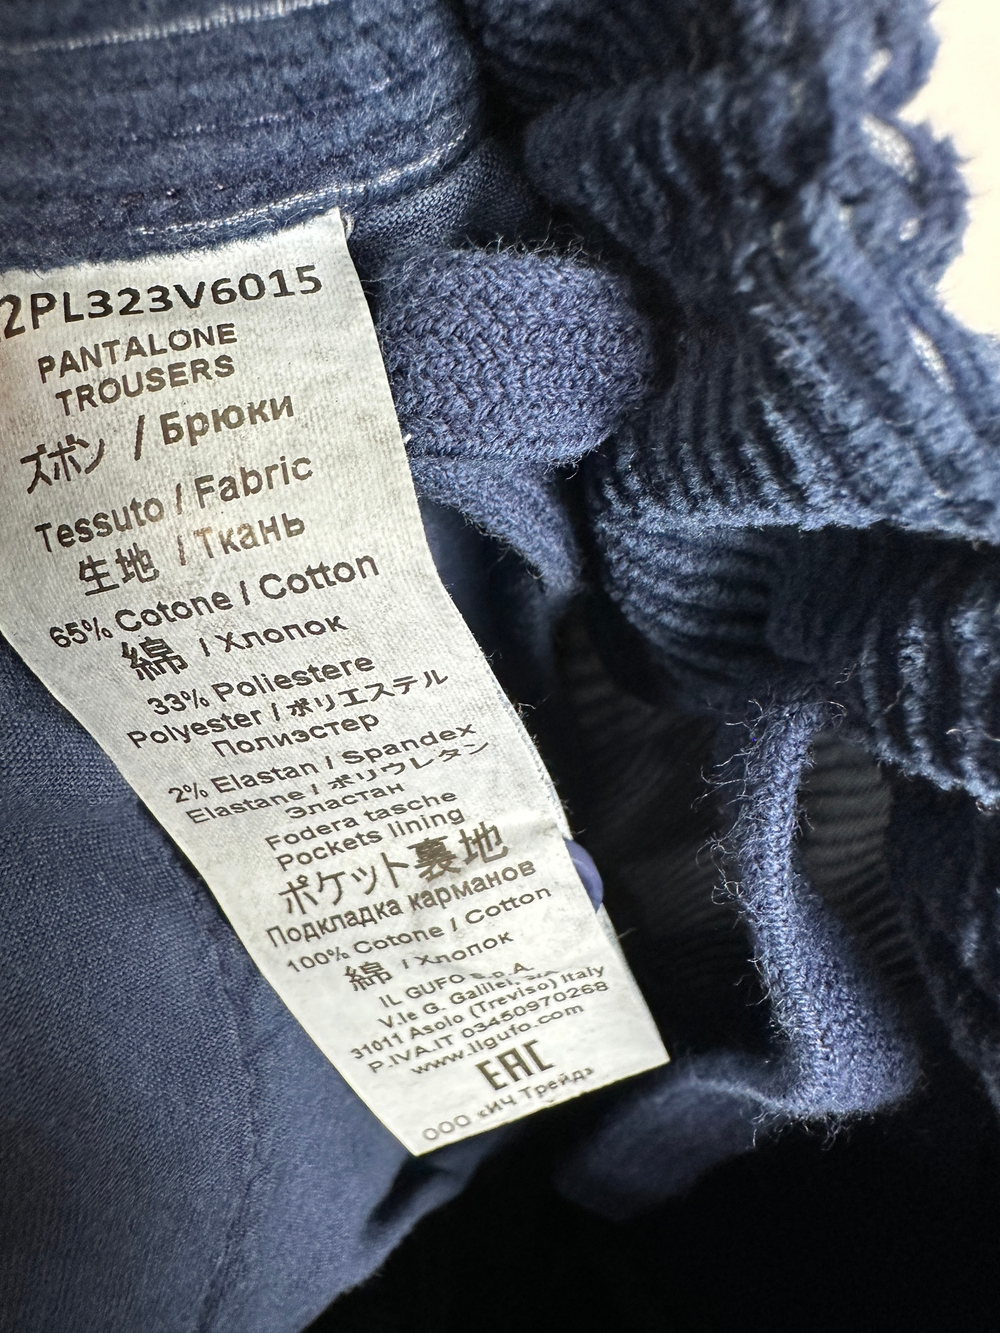 2PL323V6015
PANTALONE
TROUSERS
ズボン / Брюки
Tessuto / Fabric
生地 / Ткань
65% Cotone / Cotton
綿 / Хлопок
33% Poliestere
Polyester / ポリエステル
Полиэстер
2% Elastan / Spandex
Elastane / ポリウレタン
Эластан
Fodera tasche
Pockets lining
ポケット裏地
Подкладка карманов
100% Cotone / Cotton
綿 / Хлопок
IL GUFO S.p.A.
V.le G. Galilei,
31011 Asolo (Treviso) Italy
P.IVA.IT 03450970268
www.ilgufo.com
EAC
ООО «ИЧ Трейд»